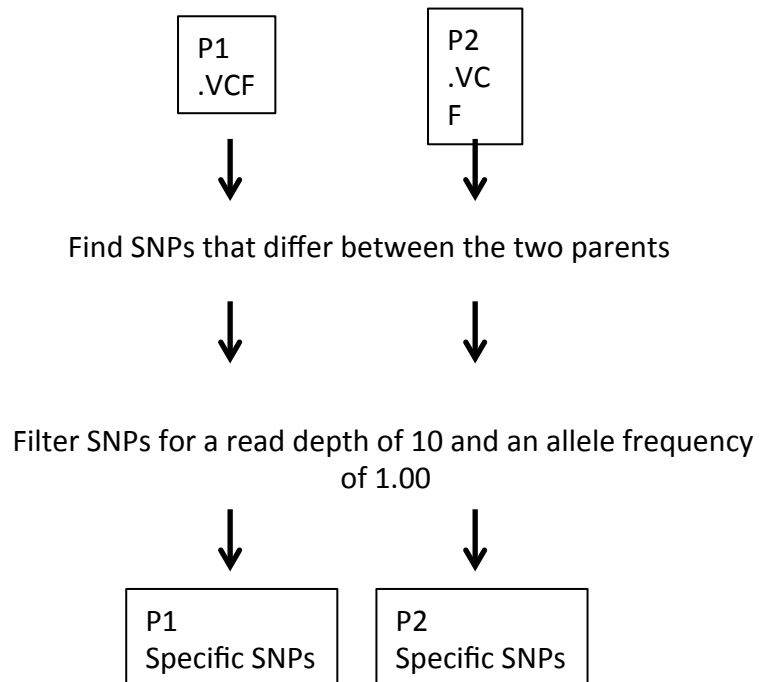 P1
.VCF
P2
.VC
F
Find SNPs that differ between the two parents
Filter SNPs for a read depth of 10 and an allele frequency
of 1.00
P1
Specific SNPs
P2
Specific SNPs